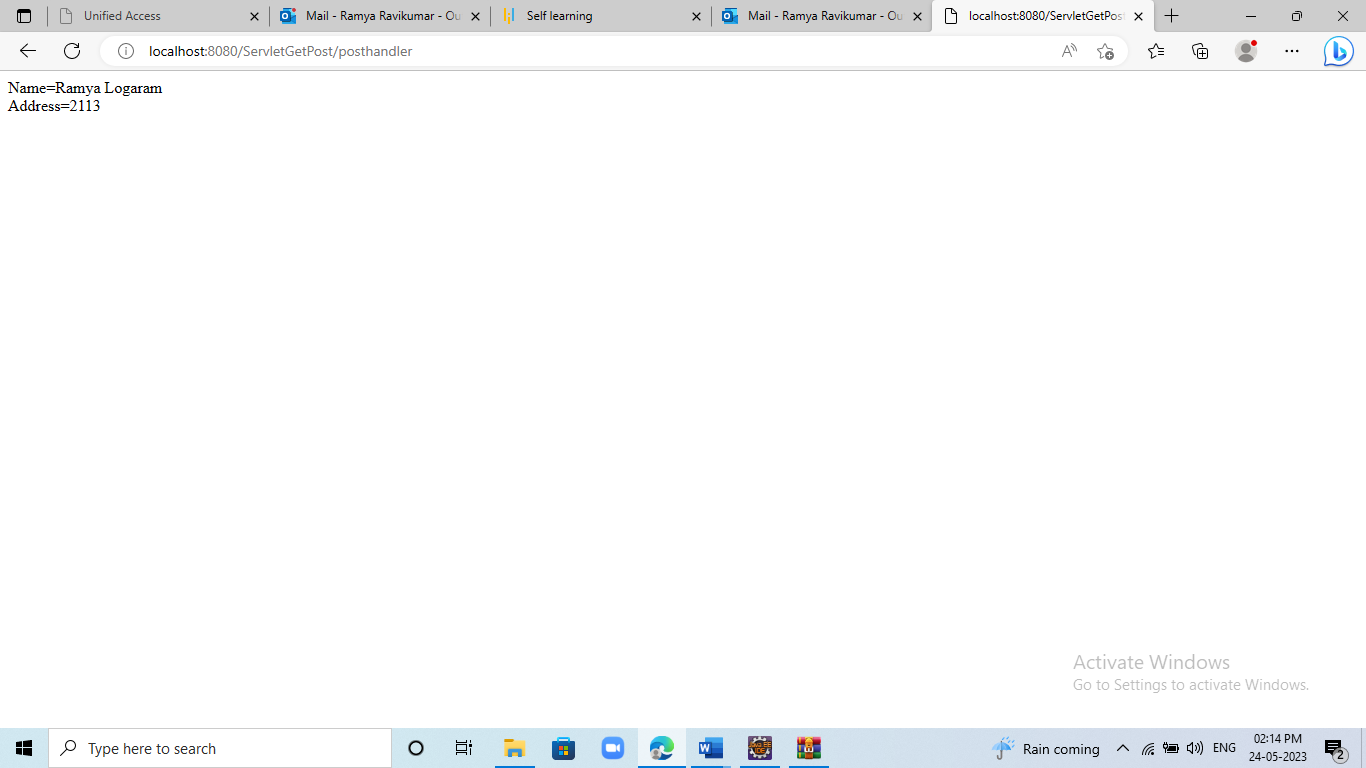 Unified Access
Mail - Ramya Ravikumar - Ou
Self learning
Mail - Ramya Ravikumar - Ou
localhost:8080/ServletGetPost
localhost:8080/ServletGetPost/posthandler
Name=Ramya Logaram
Address=2113
Activate Windows
Go to Settings to activate Windows.
Type here to search
Rain coming
ENG
02:14 PM
24-05-2023
2